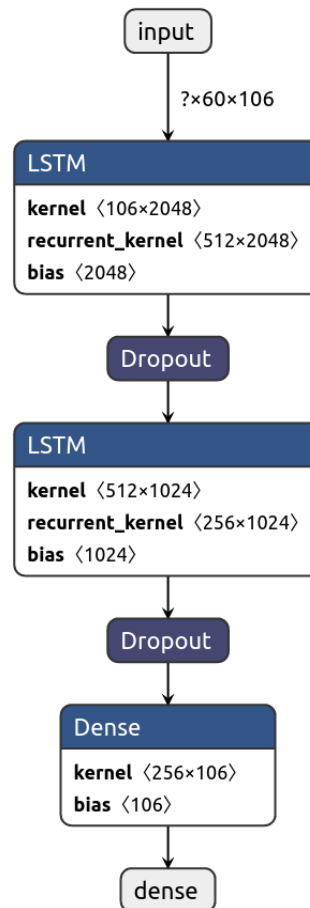 input
?×60×106
LSTM
kernel 〈106×2048〉
recurrent_kernel 〈512×2048〉
bias 〈2048〉
Dropout
LSTM
kernel 〈512×1024〉
recurrent_kernel 〈256×1024〉
bias 〈1024〉
Dropout
Dense
kernel 〈256×106〉
bias 〈106〉
dense